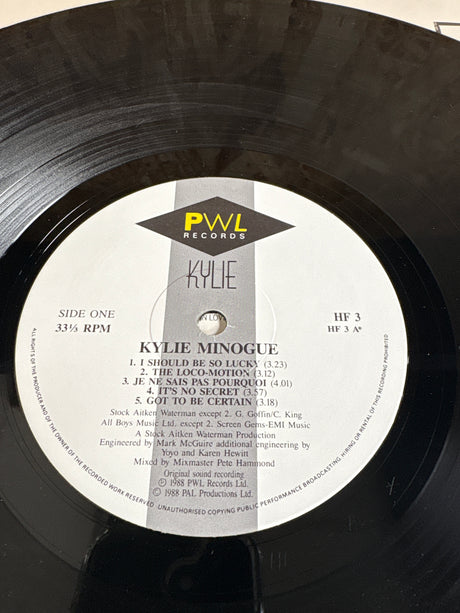 PWL
RECORDS
KYLIE
SIDE ONE
33⅓ RPM
HF 3
HF 3 A*
KYLIE MINOGUE
1. I SHOULD BE SO LUCKY (3.23)
2. THE LOCO-MOTION (3.12)
3. JE NE SAIS PAS POURQUOI (4.01)
4. IT'S NO SECRET (3.57)
5. GOT TO BE CERTAIN (3.18)
Stock Aitken Waterman except 2. G. Goffin/C. King
All Boys Music Ltd. except 2. Screen Gems-EMI Music
A Stock Aitken Waterman Production
Engineered by Mark McGuire additional engineering by
Yoyo and Karen Hewitt
Mixed by Mixmaster Pete Hammond
Original sound recording
℗ 1988 PWL Records Ltd.
© 1988 PAL Productions Ltd.
ALL RIGHTS OF THE PRODUCER AND OF THE OWNER OF THE RECORDED WORK RESERVED. UNAUTHORISED COPYING PUBLIC PERFORMANCE BROADCASTING HIRING OR RENTAL OF THIS RECORDING PROHIBITED